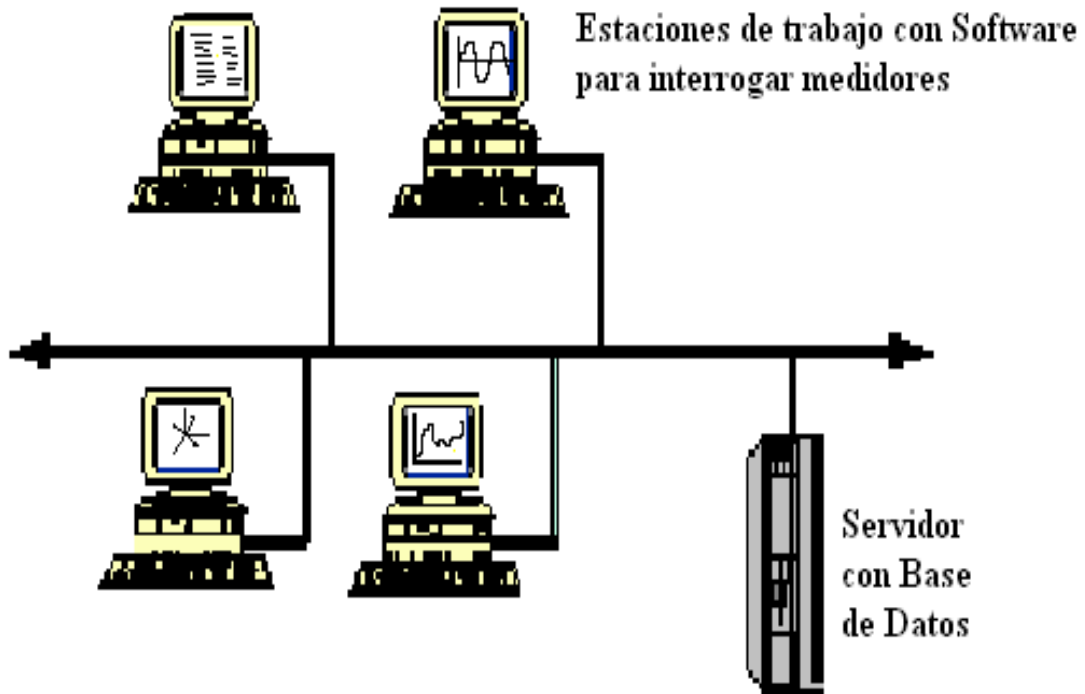 Estaciones de trabajo con Software
para interrogar medidores
Servidor
con Base
de Datos